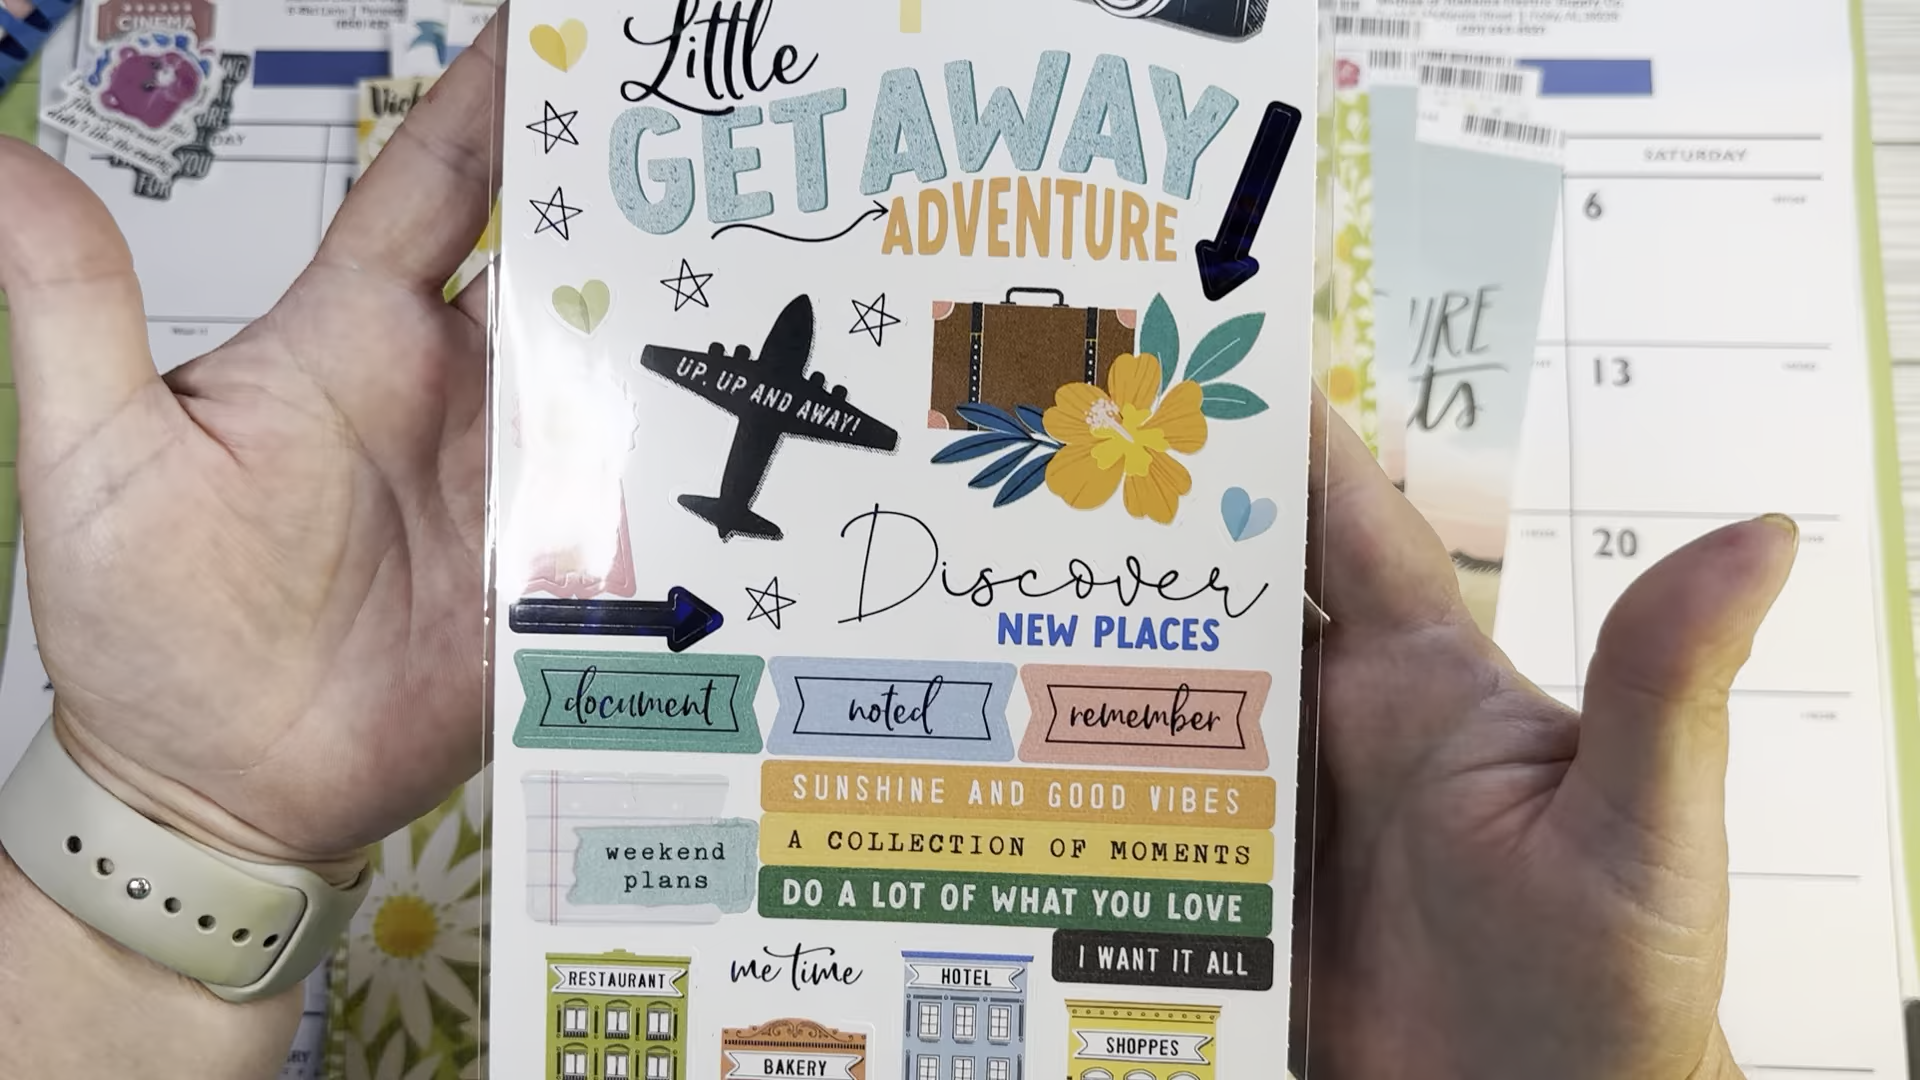 CINEMA
Little
GETAWAY
ADVENTURE
UP, UP AND AWAY!
Discover
NEW PLACES
document
noted
remember
SUNSHINE AND GOOD VIBES
A COLLECTION OF MOMENTS
weekend
plans
DO A LOT OF WHAT YOU LOVE
I WANT IT ALL
me time
RESTAURANT
HOTEL
BAKERY
SHOPPES
SATURDAY
6
13
20
YOU
FOR